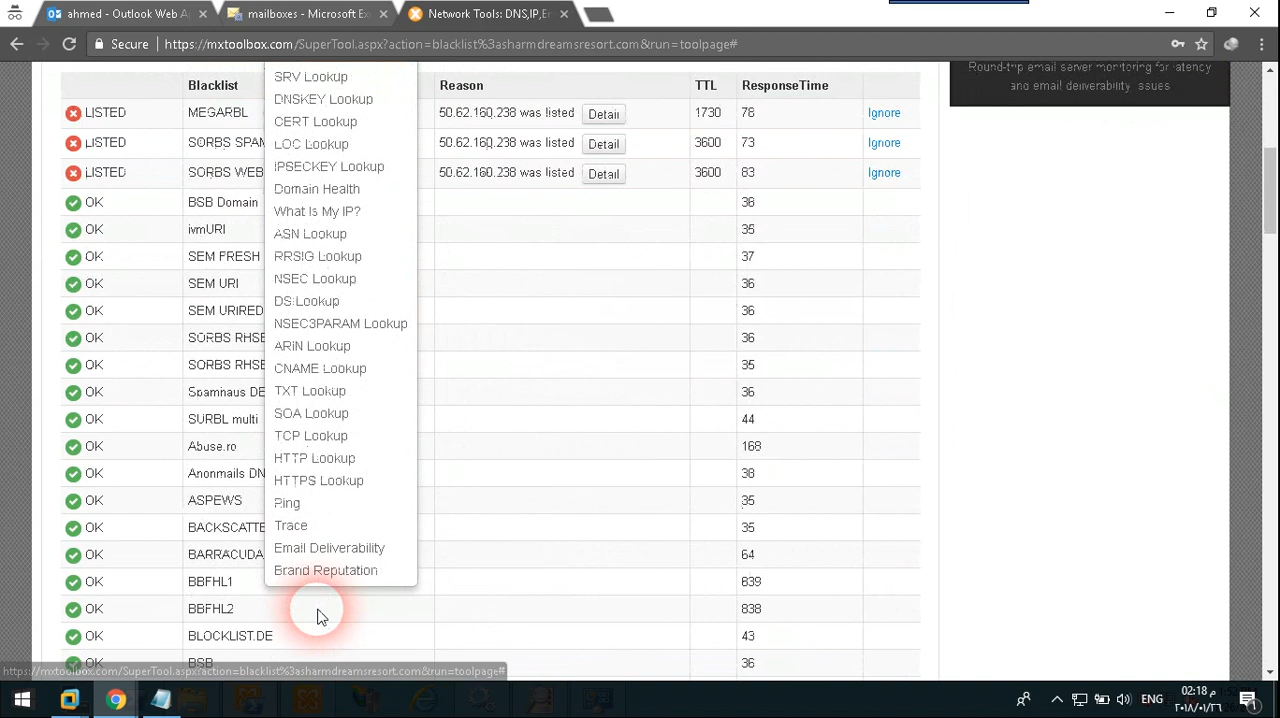 ahmed - Outlook Web A
mailboxes - Microsoft Ex
Network Tools: DNS,IP,Em
Secure
https://mxtoolbox.com/SuperTool.aspx?action=blacklist%3asharmdreamsresort.com&run=toolpage#
Round-trip email server monitoring for latency
and email deliverability issues
Blacklist Reason TTL ResponseTime
LISTED MEGARBL 50.62.160.238 was listed Detail 1730 78 Ignore
LISTED SORBS SPAM 50.62.160.238 was listed Detail 3600 73 Ignore
LISTED SORBS WEB 50.62.160.238 was listed Detail 3600 83 Ignore
OK BSB Domain 36
OK ivmURI 35
OK SEM FRESH 37
OK SEM URI 36
OK SEM URIRED 36
OK SORBS RHSB 36
OK SORBS RHSB 35
OK Spamhaus DB 36
OK SURBL multi 44
OK Abuse.ro 168
OK Anonmails DN 36
OK ASPEWS 35
OK BACKSCATTE 35
OK BARRACUDA 64
OK BBFHL1 839
OK BBFHL2 838
OK BLOCKLIST.DE 43
OK BSB 36
SRV Lookup
DNSKEY Lookup
CERT Lookup
LOC Lookup
IPSECKEY Lookup
Domain Health
What Is My IP?
ASN Lookup
RRSIG Lookup
NSEC Lookup
DS Lookup
NSEC3PARAM Lookup
ARIN Lookup
CNAME Lookup
TXT Lookup
SOA Lookup
TCP Lookup
HTTP Lookup
HTTPS Lookup
Ping
Trace
Email Deliverability
Brand Reputation
https://mxtoolbox.com/SuperTool.aspx?action=blacklist%3asharmdreamsresort.com&run=toolpage#
ENG
02:18 م
٢٠١٨/٠١/٢٦
1